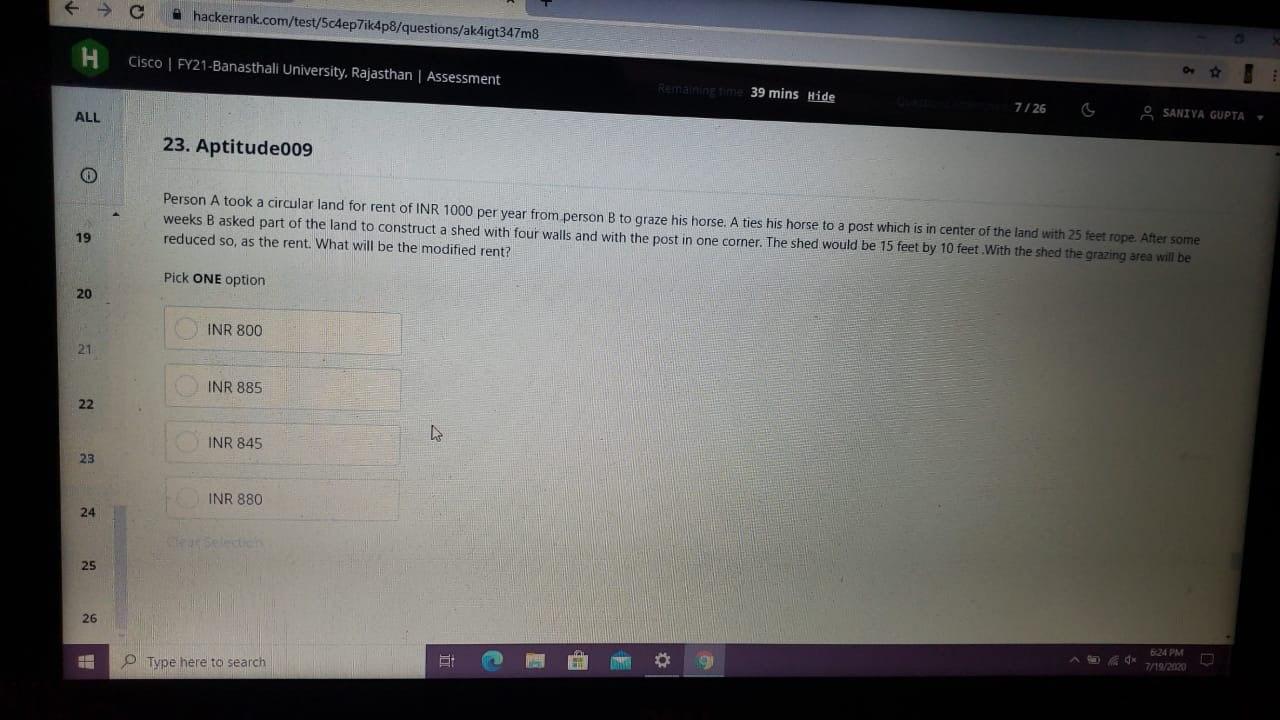 hackerrank.com/test/5c4ep7ik4p8/questions/ak4igt347m8
H
Cisco | FY21-Banasthali University, Rajasthan | Assessment
Remaining time 39 mins Hide
7 / 26
SANIYA GUPTA
ALL
23. Aptitude009
Person A took a circular land for rent of INR 1000 per year from person B to graze his horse. A ties his horse to a post which is in center of the land with 25 feet rope. After some
weeks B asked part of the land to construct a shed with four walls and with the post in one corner. The shed would be 15 feet by 10 feet .With the shed the grazing area will be
reduced so, as the rent. What will be the modified rent?
Pick ONE option
INR 800
INR 885
INR 845
INR 880
Clear Selection
19
20
21
22
23
24
25
26
Type here to search
6:24 PM
7/19/2020